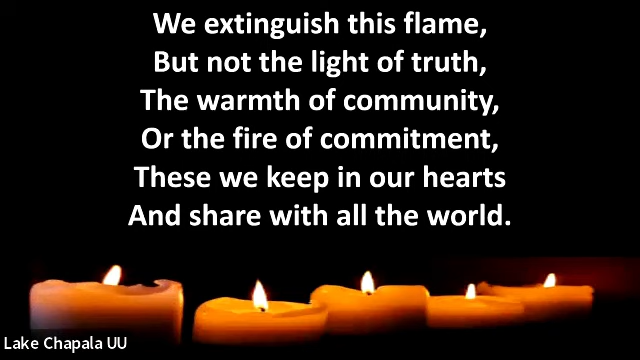 We extinguish this flame,
But not the light of truth,
The warmth of community,
Or the fire of commitment,
These we keep in our hearts
And share with all the world.
Lake Chapala UU